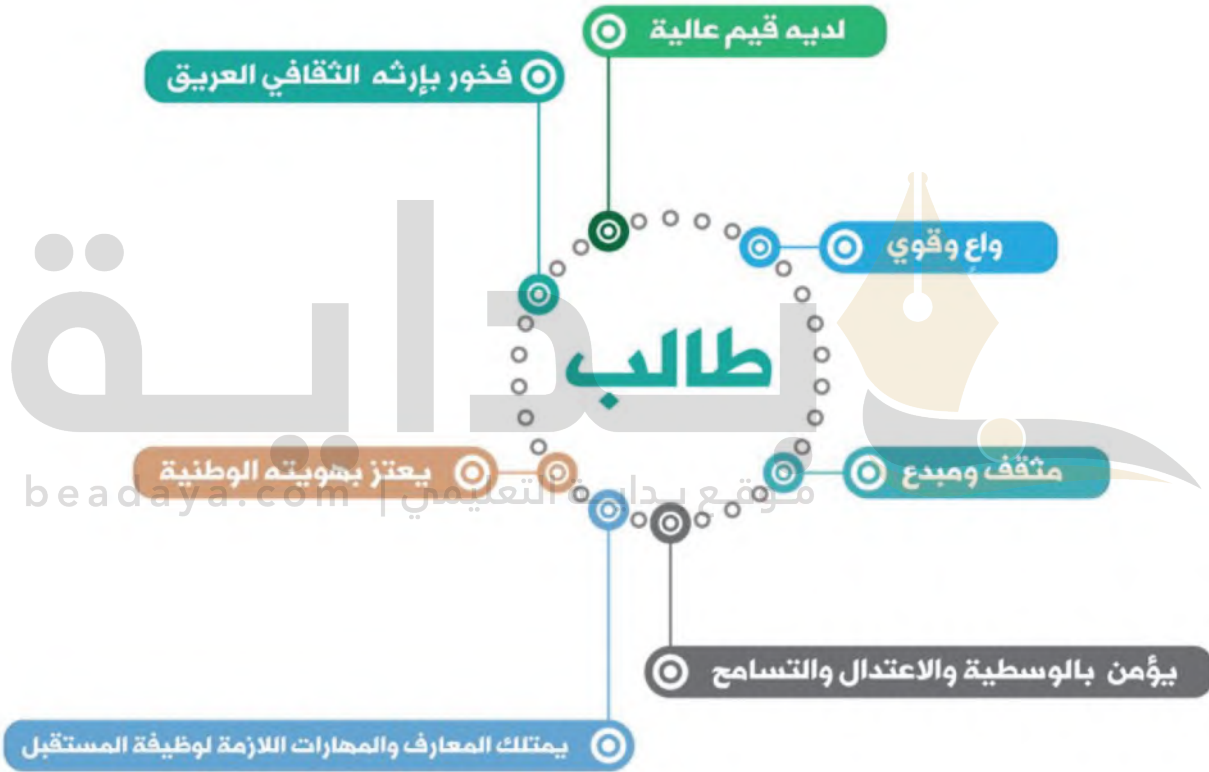 لديه قيم عالية
فخور بإرثه الثقافي العريق
واعٍ وقوي
طالب
بداية
يعتز بهويته الوطنية
مثقف ومبدع
موقع بداية التعليمي | beadaya.com
يؤمن بالوسطية والاعتدال والتسامح
يمتلك المعارف والمهارات اللازمة لوظيفة المستقبل